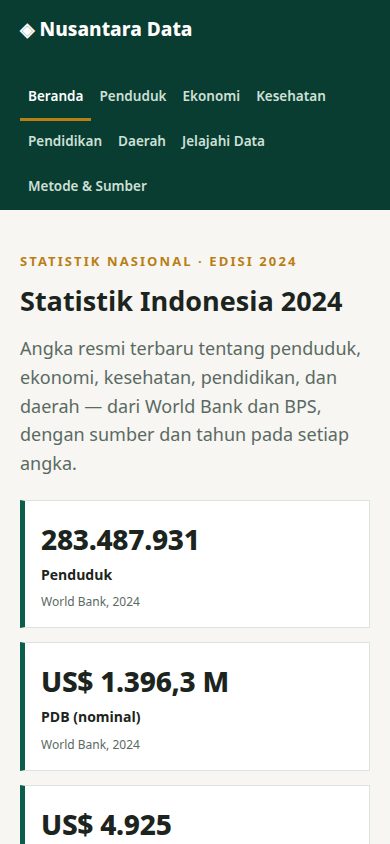 ◈ Nusantara Data
Beranda Penduduk Ekonomi Kesehatan
Pendidikan Daerah Jelajahi Data
Metode & Sumber
STATISTIK NASIONAL · EDISI 2024
Statistik Indonesia 2024
Angka resmi terbaru tentang penduduk,
ekonomi, kesehatan, pendidikan, dan
daerah — dari World Bank dan BPS,
dengan sumber dan tahun pada setiap
angka.
283.487.931
Penduduk
World Bank, 2024
US$ 1.396,3 M
PDB (nominal)
World Bank, 2024
US$ 4.925